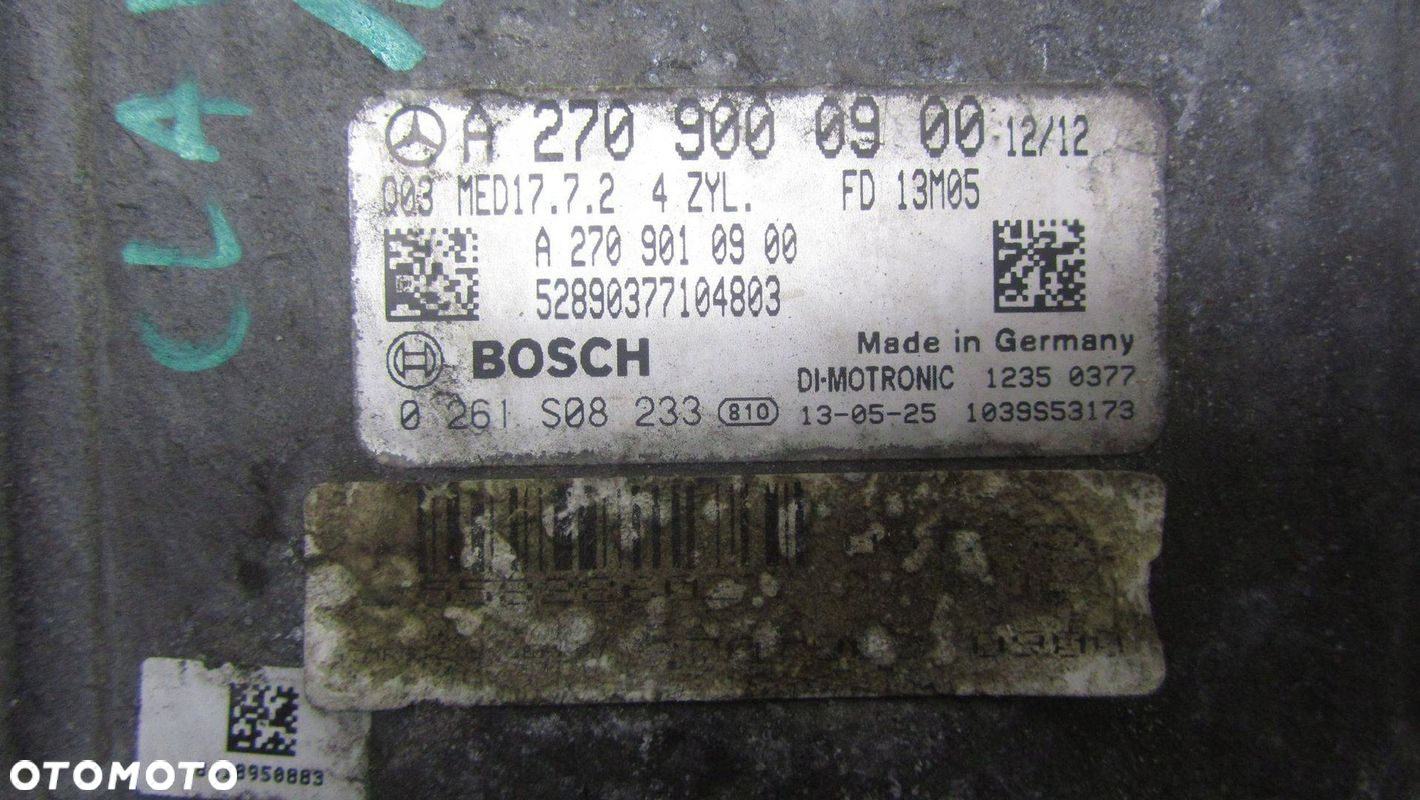 CLA
A 270 900 09 00 12/12
Q03 MED17.7.2 4 ZYL. FD 13M05
A 270 901 09 00
52890377104803
BOSCH
Made in Germany
DI·MOTRONIC 1235 0377
0 261 S08 233 810 13-05-25 1039S53173
OTOMOTO